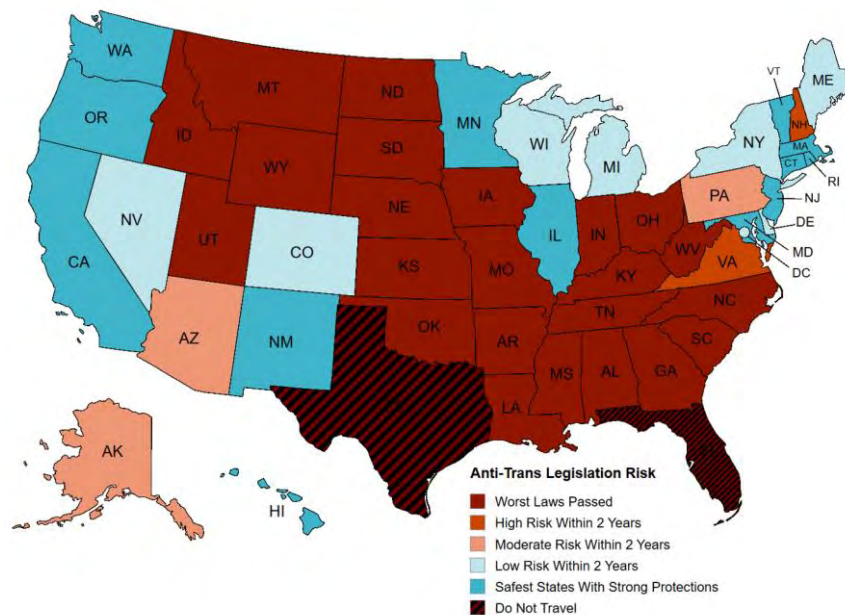 WA
MT
ND
MN
VT
ME
OR
ID
SD
WI
NH
WY
MI
NY
MA
CT
RI
NV
NE
IA
PA
NJ
UT
CO
IL
IN
OH
DE
CA
KS
MO
WV
VA
MD
KY
DC
AZ
NM
OK
TN
NC
AR
SC
MS
AL
GA
LA
AK
HI
Anti-Trans Legislation Risk
Worst Laws Passed
High Risk Within 2 Years
Moderate Risk Within 2 Years
Low Risk Within 2 Years
Safest States With Strong Protections
Do Not Travel